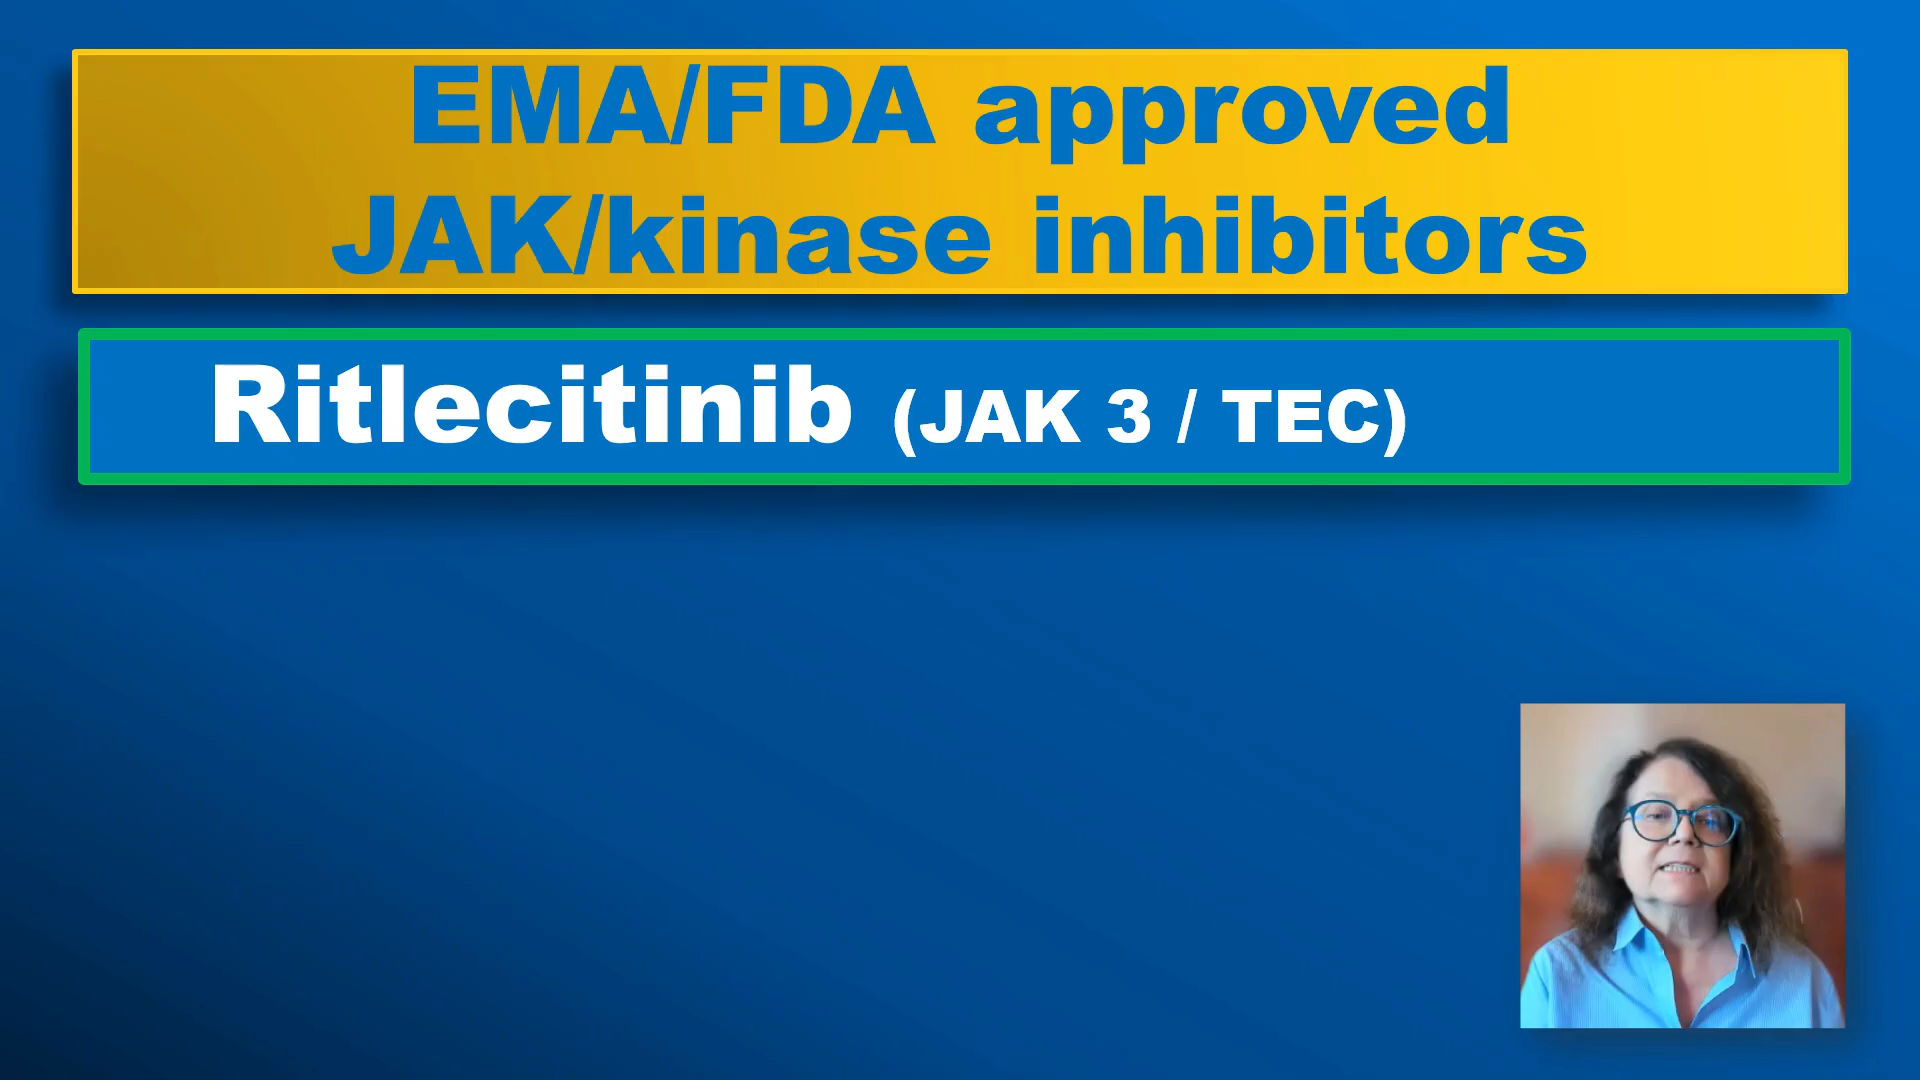 EMA/FDA approved
JAK/kinase inhibitors
Ritlecitinib (JAK 3 / TEC)